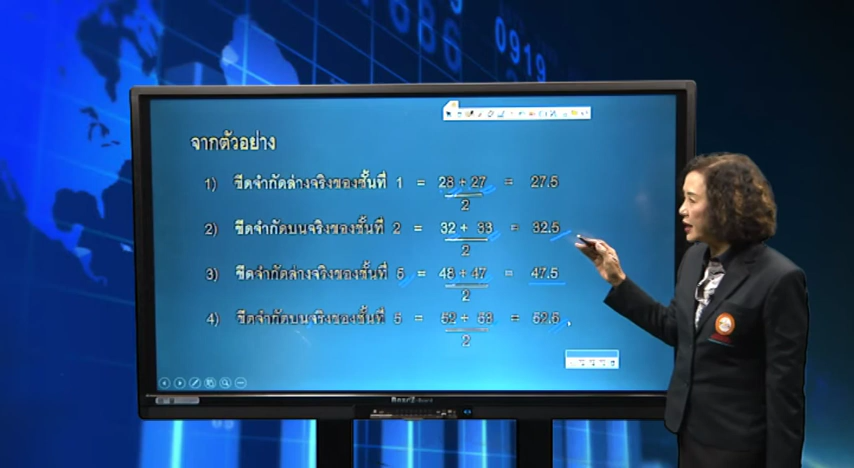 0919
จากตัวอย่าง
1) ขีดจำกัดล่างจริงของชั้นที่ 1 = 28 + 27 / 2 = 27.5
2) ขีดจำกัดบนจริงของชั้นที่ 2 = 32 + 33 / 2 = 32.5
3) ขีดจำกัดล่างจริงของชั้นที่ 5 = 48 + 47 / 2 = 47.5
4) ขีดจำกัดบนจริงของชั้นที่ 5 = 52 + 53 / 2 = 52.5